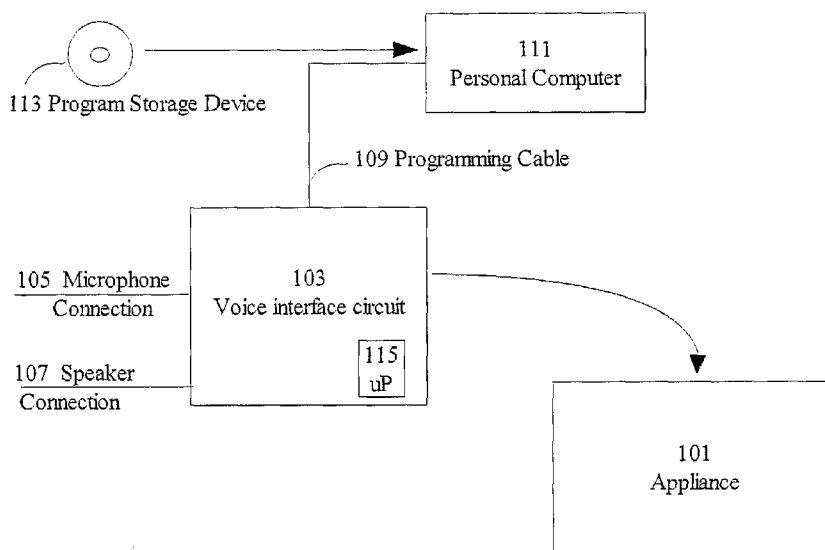 111
Personal Computer
113 Program Storage Device
109 Programming Cable
105 Microphone
Connection
103
Voice interface circuit
115
uP
107 Speaker
Connection
101
Appliance